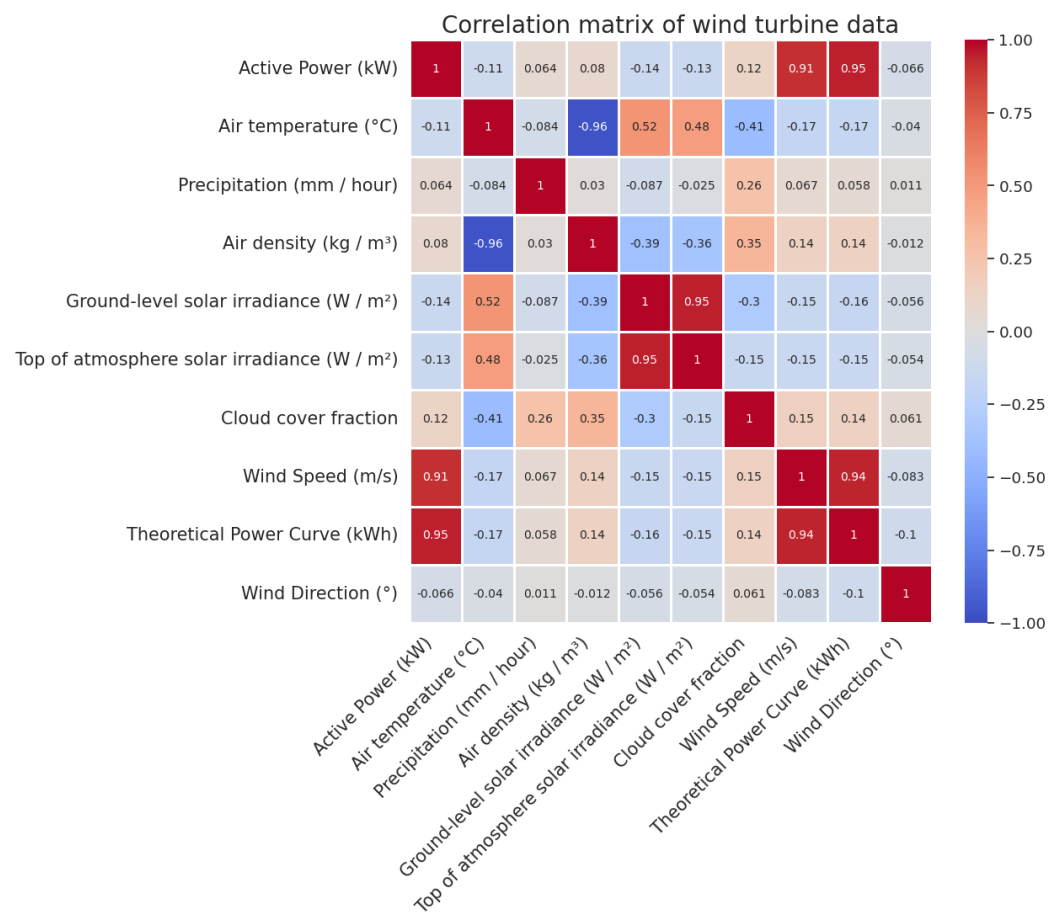 Correlation matrix of wind turbine data
Active Power (kW) 1 -0.11 0.064 0.08 -0.14 -0.13 0.12 0.91 0.95 -0.066
Air temperature (°C) -0.11 1 -0.084 -0.96 0.52 0.48 -0.41 -0.17 -0.17 -0.04
Precipitation (mm / hour) 0.064 -0.084 1 0.03 -0.087 -0.025 0.26 0.067 0.058 0.011
Air density (kg / m³) 0.08 -0.96 0.03 1 -0.39 -0.36 0.35 0.14 0.14 -0.012
Ground-level solar irradiance (W / m²) -0.14 0.52 -0.087 -0.39 1 0.95 -0.3 -0.15 -0.16 -0.056
Top of atmosphere solar irradiance (W / m²) -0.13 0.48 -0.025 -0.36 0.95 1 -0.15 -0.15 -0.15 -0.054
Cloud cover fraction 0.12 -0.41 0.26 0.35 -0.3 -0.15 1 0.15 0.14 0.061
Wind Speed (m/s) 0.91 -0.17 0.067 0.14 -0.15 -0.15 0.15 1 0.94 -0.083
Theoretical Power Curve (kWh) 0.95 -0.17 0.058 0.14 -0.16 -0.15 0.14 0.94 1 -0.1
Wind Direction (°) -0.066 -0.04 0.011 -0.012 -0.056 -0.054 0.061 -0.083 -0.1 1
Active Power (kW)
Air temperature (°C)
Precipitation (mm / hour)
Air density (kg / m³)
Ground-level solar irradiance (W / m²)
Top of atmosphere solar irradiance (W / m²)
Cloud cover fraction
Wind Speed (m/s)
Theoretical Power Curve (kWh)
Wind Direction (°)
1.00
0.75
0.50
0.25
0.00
−0.25
−0.50
−0.75
−1.00